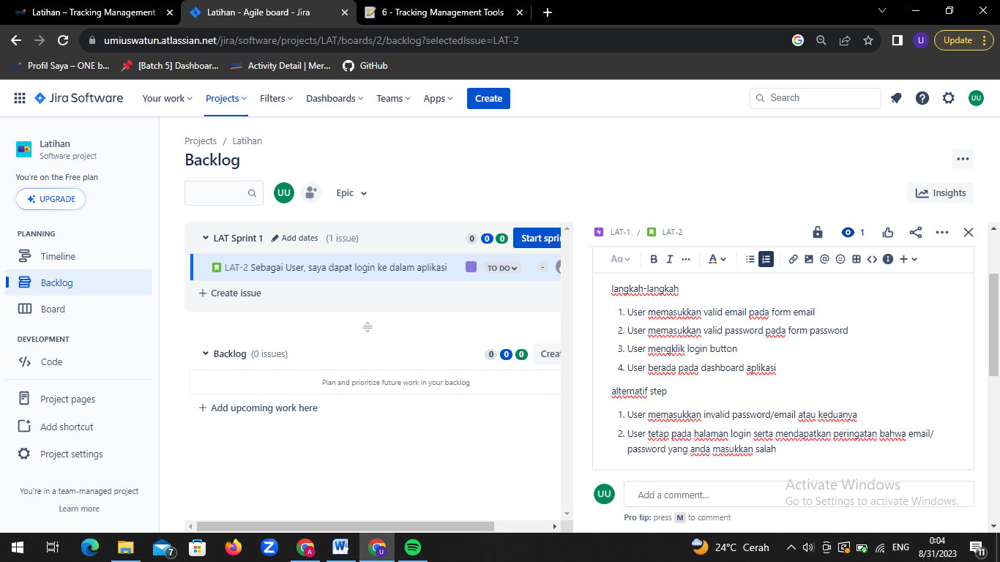 Latihan – Tracking Management
Latihan - Agile board - Jira
6 - Tracking Management Tools
umiuswatun.atlassian.net/jira/software/projects/LAT/boards/2/backlog?selectedIssue=LAT-2
U
Update
Profil Saya – ONE b...
[Batch 5] Dashboar...
Activity Detail | Mer...
GitHub
Jira Software
Your work
Projects
Filters
Dashboards
Teams
Apps
Create
Search
UU
Latihan
Software project
You're on the Free plan
UPGRADE
PLANNING
Timeline
Backlog
Board
DEVELOPMENT
Code
Project pages
Add shortcut
Project settings
You're in a team-managed project
Learn more
Projects / Latihan
Backlog
UU
Epic
Insights
LAT Sprint 1 Add dates (1 issue)
0 0 0
Start spri
LAT-2 Sebagai User, saya dapat login ke dalam aplikasi
TO DO
-
+ Create issue
Backlog (0 issues)
0 0 0
Creat
Plan and prioritize future work in your backlog
+ Add upcoming work here
LAT-1 / LAT-2
1
Aa
B I ... A
langkah-langkah
1. User memasukkan valid email pada form email
2. User memasukkan valid password pada form password
3. User mengklik login button
4. User berada pada dashboard aplikasi
alternatif step
1. User memasukkan invalid password/email atau keduanya
2. User tetap pada halaman login serta mendapatkan peringatan bahwa email/
password yang anda masukkan salah
UU
Add a comment...
Pro tip: press M to comment
Activate Windows
Go to Settings to activate Windows.
7
A
U
24°C Cerah
ENG
0:04
8/31/2023
11